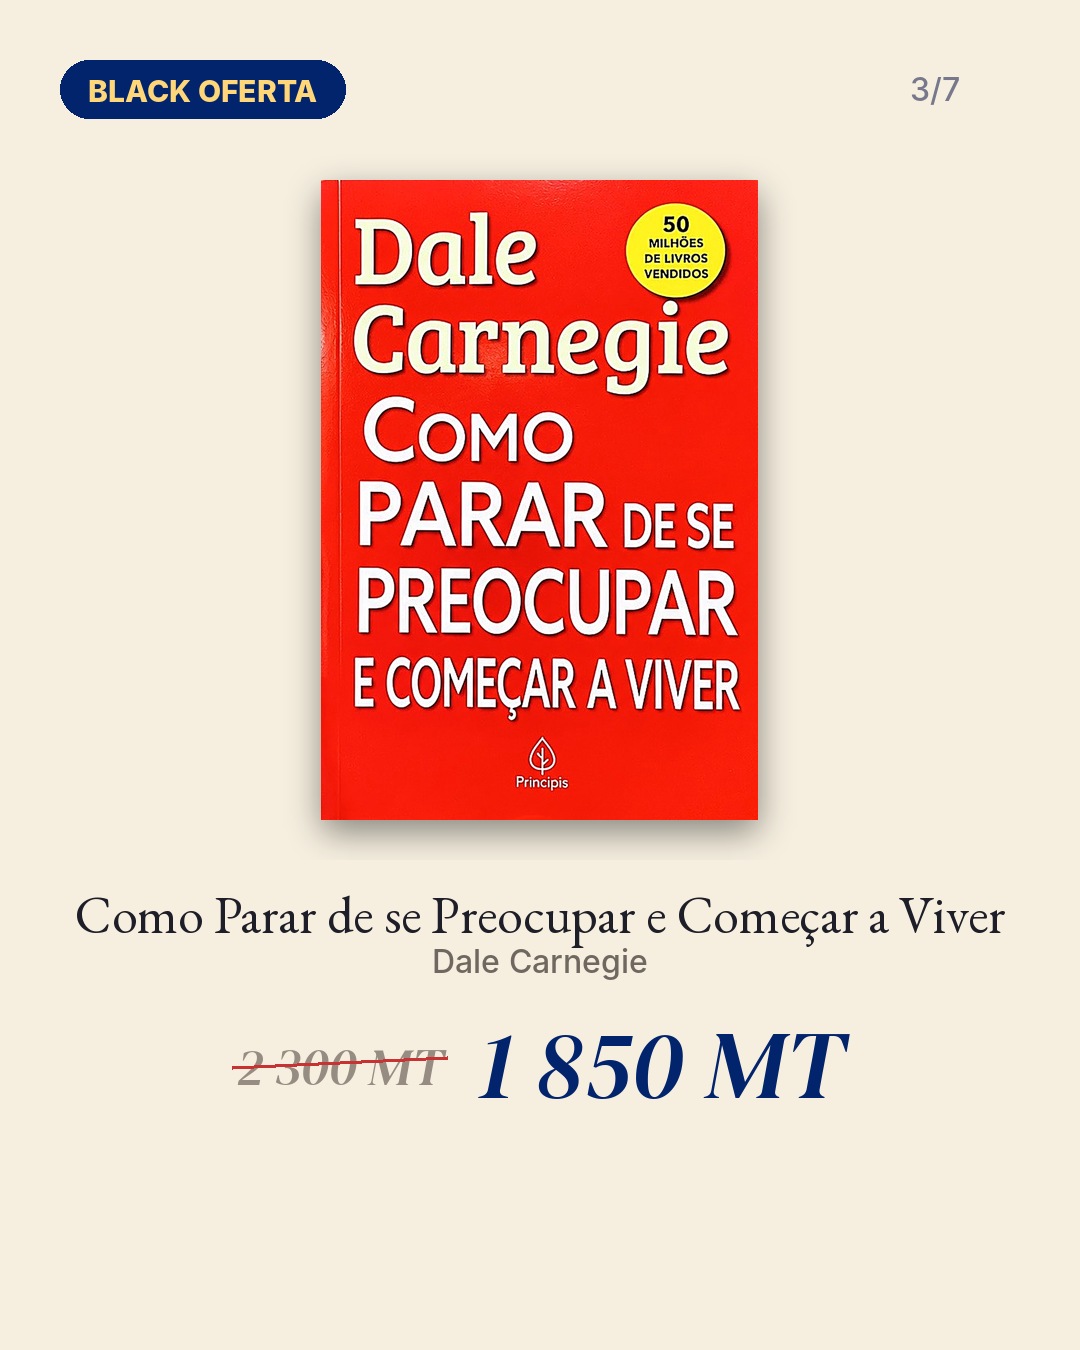 BLACK OFERTA
3/7
Dale
50
MILHÕES
DE LIVROS
VENDIDOS
Carnegie
COMO
PARAR DE SE
PREOCUPAR
E COMEÇAR A VIVER
Principis
Como Parar de se Preocupar e Começar a Viver
Dale Carnegie
2 300 MT 1 850 MT